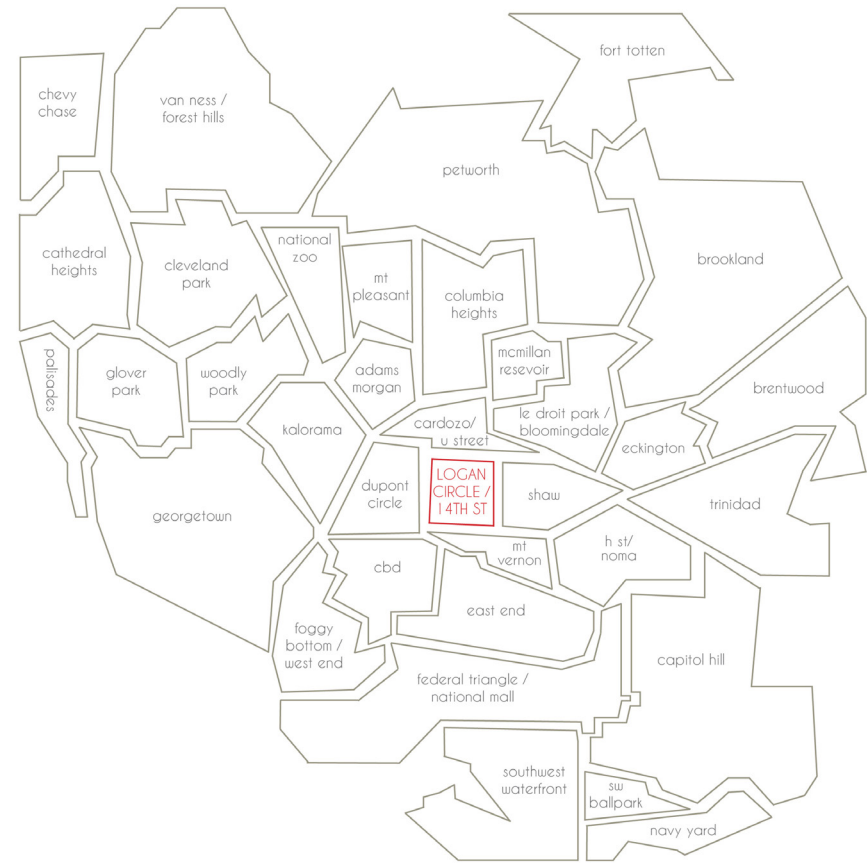 fort totten
chevy
chase
van ness /
forest hills
petworth
national
zoo
cathedral
heights
cleveland
park
brookland
mt
pleasant
columbia
heights
mcmillan
resevoir
palisades
glover
park
woodly
park
adams
morgan
brentwood
kalorama
cardozo/
u street
le droit park /
bloomingdale
eckington
dupont
circle
LOGAN
CIRCLE /
14TH ST
shaw
trinidad
georgetown
cbd
mt
vernon
h st/
noma
east end
foggy
bottom /
west end
federal triangle /
national mall
capitol hill
southwest
waterfront
sw
ballpark
navy yard